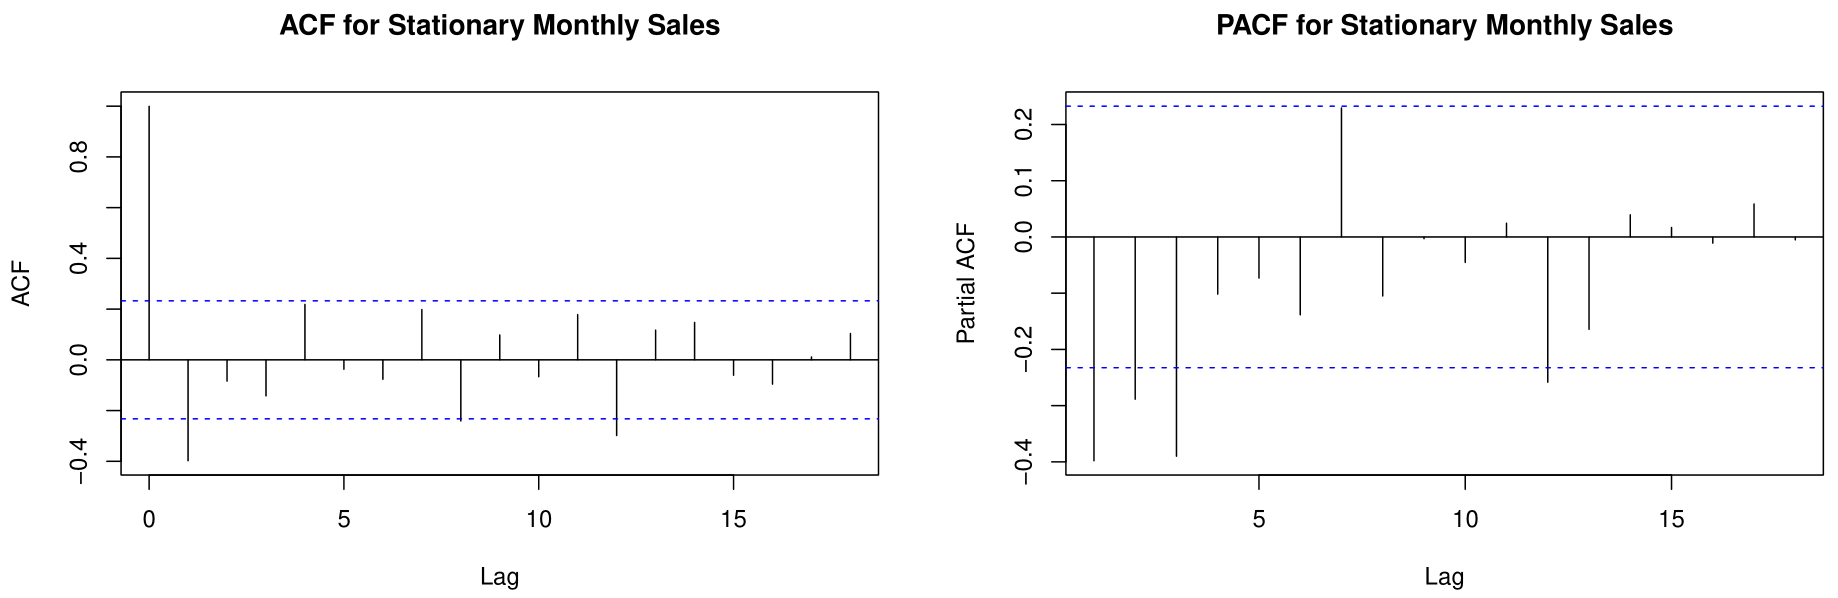 ACF for Stationary Monthly Sales
ACF
0.8
0.4
0.0
−0.4
0 5 10 15
Lag
PACF for Stationary Monthly Sales
Partial ACF
0.2
0.1
0.0
−0.2
−0.4
5 10 15
Lag